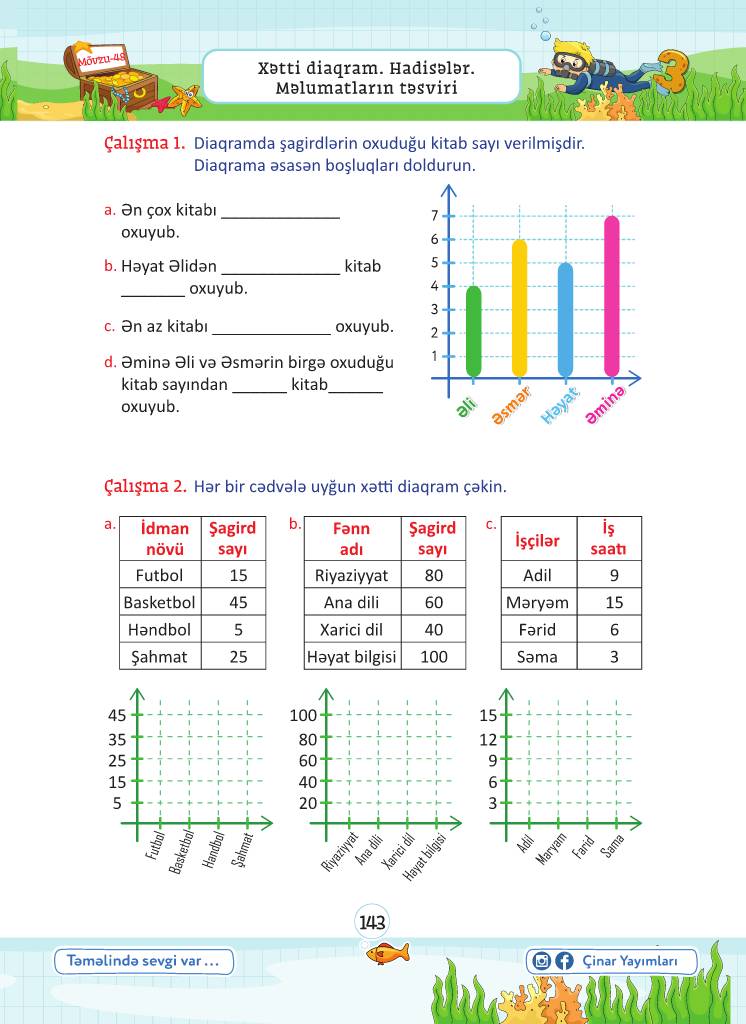 Mövzu-48
Xətti diaqram. Hadisələr.
Məlumatların təsviri
3
Çalışma 1. Diaqramda şagirdlərin oxuduğu kitab sayı verilmişdir.
Diaqrama əsasən boşluqları doldurun.
a. Ən çox kitabı _____________
oxuyub.
b. Həyat Əlidən _____________ kitab
_______ oxuyub.
c. Ən az kitabı _____________ oxuyub.
d. Əminə Əli və Əsmərin birgə oxuduğu
kitab sayından ______ kitab______
oxuyub.
7
6
5
4
3
2
1
Əli Əsmər Həyat Əminə
Çalışma 2. Hər bir cədvələ uyğun xətti diaqram çəkin.
a. İdman növü Şagird sayı
Futbol 15
Basketbol 45
Həndbol 5
Şahmat 25
b. Fənn adı Şagird sayı
Riyaziyyat 80
Ana dili 60
Xarici dil 40
Həyat bilgisi 100
c. İşçilər İş saatı
Adil 9
Məryəm 15
Fərid 6
Səma 3
45
35
25
15
5
Futbol Basketbol Handbol Şahmat
100
80
60
40
20
Riyaziyyat Ana dili Xarici dil Həyat bilgisi
15
12
9
6
3
Adil Maryam Farid Səma
143
Təməlində sevgi var ...
Çinar Yayımları